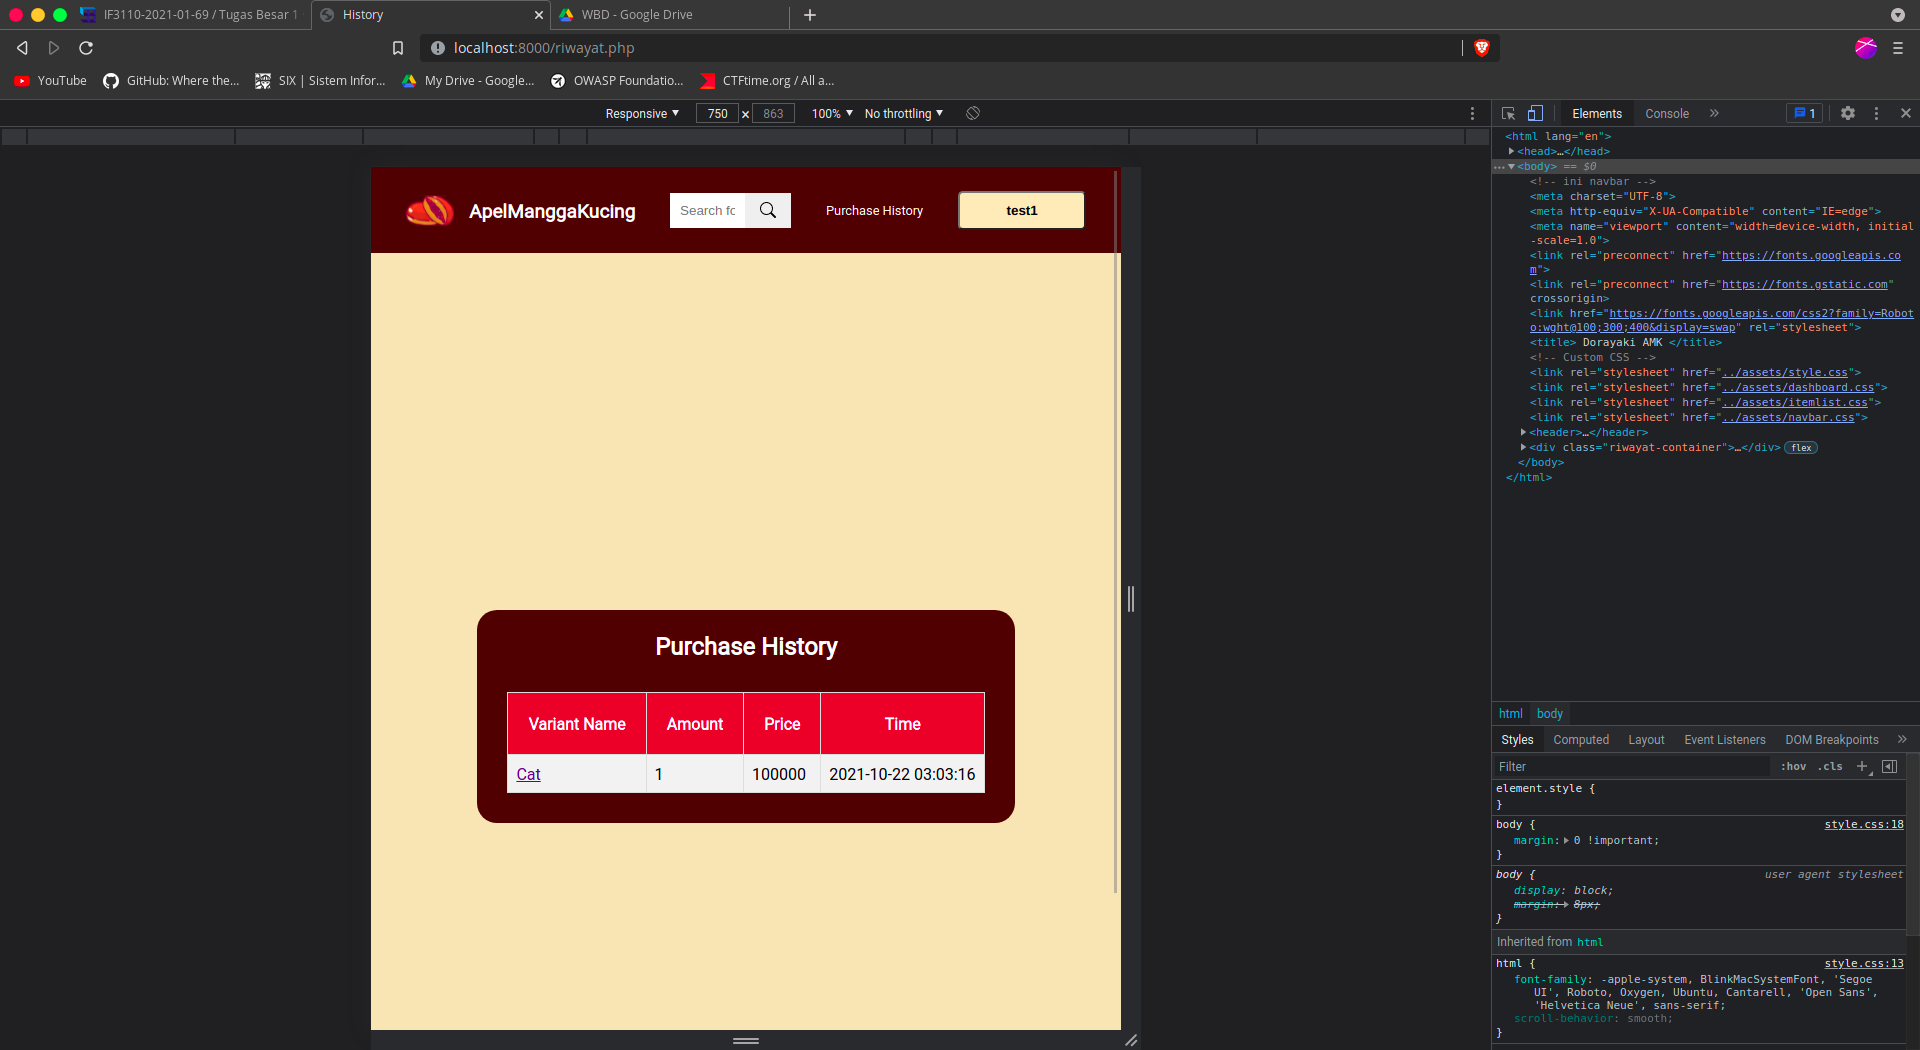 IF3110-2021-01-69 / Tugas Besar 1
History
WBD - Google Drive
localhost:8000/riwayat.php
YouTube
GitHub: Where the...
SIX | Sistem Infor...
My Drive - Google...
OWASP Foundatio...
CTFtime.org / All a...
Responsive
750
×
863
100%
No throttling
Elements
Console
1
ApelManggaKucing
Search fo
Purchase History
test1
Purchase History
Variant Name
Amount
Price
Time
Cat
1
100000
2021-10-22 03:03:16
<html lang="en">
<head>…</head>
<body> == $0
<!-- ini navbar -->
<meta charset="UTF-8">
<meta http-equiv="X-UA-Compatible" content="IE=edge">
<meta name="viewport" content="width=device-width, initial
-scale=1.0">
<link rel="preconnect" href="https://fonts.googleapis.co
m">
<link rel="preconnect" href="https://fonts.gstatic.com"
crossorigin>
<link href="https://fonts.googleapis.com/css2?family=Robot
o:wght@100;300;400&display=swap" rel="stylesheet">
<title> Dorayaki AMK </title>
<!-- Custom CSS -->
<link rel="stylesheet" href="../assets/style.css">
<link rel="stylesheet" href="../assets/dashboard.css">
<link rel="stylesheet" href="../assets/itemlist.css">
<link rel="stylesheet" href="../assets/navbar.css">
<header>…</header>
<div class="riwayat-container">…</div> flex
</body>
</html>
html
body
Styles
Computed
Layout
Event Listeners
DOM Breakpoints
Filter
:hov
.cls
element.style {
}
body {
style.css:18
margin: 0 !important;
}
body {
user agent stylesheet
display: block;
margin: 8px;
}
Inherited from html
html {
style.css:13
font-family: -apple-system, BlinkMacSystemFont, 'Segoe
UI', Roboto, Oxygen, Ubuntu, Cantarell, 'Open Sans',
'Helvetica Neue', sans-serif;
scroll-behavior: smooth;
}